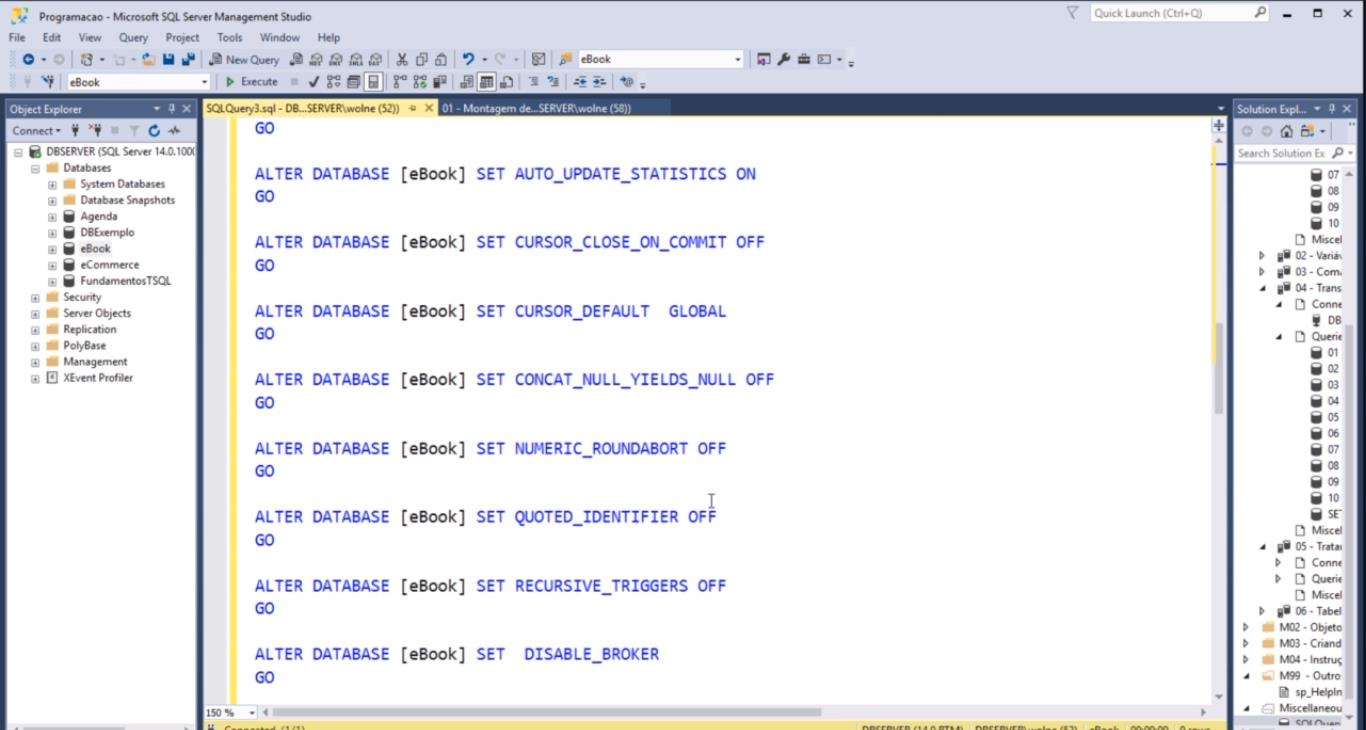 Programacao - Microsoft SQL Server Management Studio
Quick Launch (Ctrl+Q)
File Edit View Query Project Tools Window Help
New Query
eBook
eBook
Execute
Object Explorer
SQLQuery3.sql - DB...SERVER\wolne (52))
01 - Montagem de...SERVER\wolne (58))
Solution Expl...
Connect
Search Solution Ex
DBSERVER (SQL Server 14.0.1000
Databases
System Databases
Database Snapshots
Agenda
DBExemplo
eBook
eCommerce
FundamentosTSQL
Security
Server Objects
Replication
PolyBase
Management
XEvent Profiler
GO
ALTER DATABASE [eBook] SET AUTO_UPDATE_STATISTICS ON
GO
ALTER DATABASE [eBook] SET CURSOR_CLOSE_ON_COMMIT OFF
GO
ALTER DATABASE [eBook] SET CURSOR_DEFAULT  GLOBAL
GO
ALTER DATABASE [eBook] SET CONCAT_NULL_YIELDS_NULL OFF
GO
ALTER DATABASE [eBook] SET NUMERIC_ROUNDABORT OFF
GO
ALTER DATABASE [eBook] SET QUOTED_IDENTIFIER OFF
GO
ALTER DATABASE [eBook] SET RECURSIVE_TRIGGERS OFF
GO
ALTER DATABASE [eBook] SET  DISABLE_BROKER
GO
150 %
07
08
09
10
Miscel
02 - Variáv
03 - Com
04 - Trans
Conne
DB
Querie
01
02
03
04
05
06
07
08
09
10
SE
Miscel
05 - Trata
Conne
Querie
Miscel
06 - Tabel
M02 - Objeto
M03 - Criand
M04 - Instruç
M99 - Outro
sp_HelpIn
Miscellaneou
SQLQuer
Connected. (1/1)
DBSERVER (14.0 RTM)
DBSERVER\wolne (52)
eBook
00:00:00
0 rows